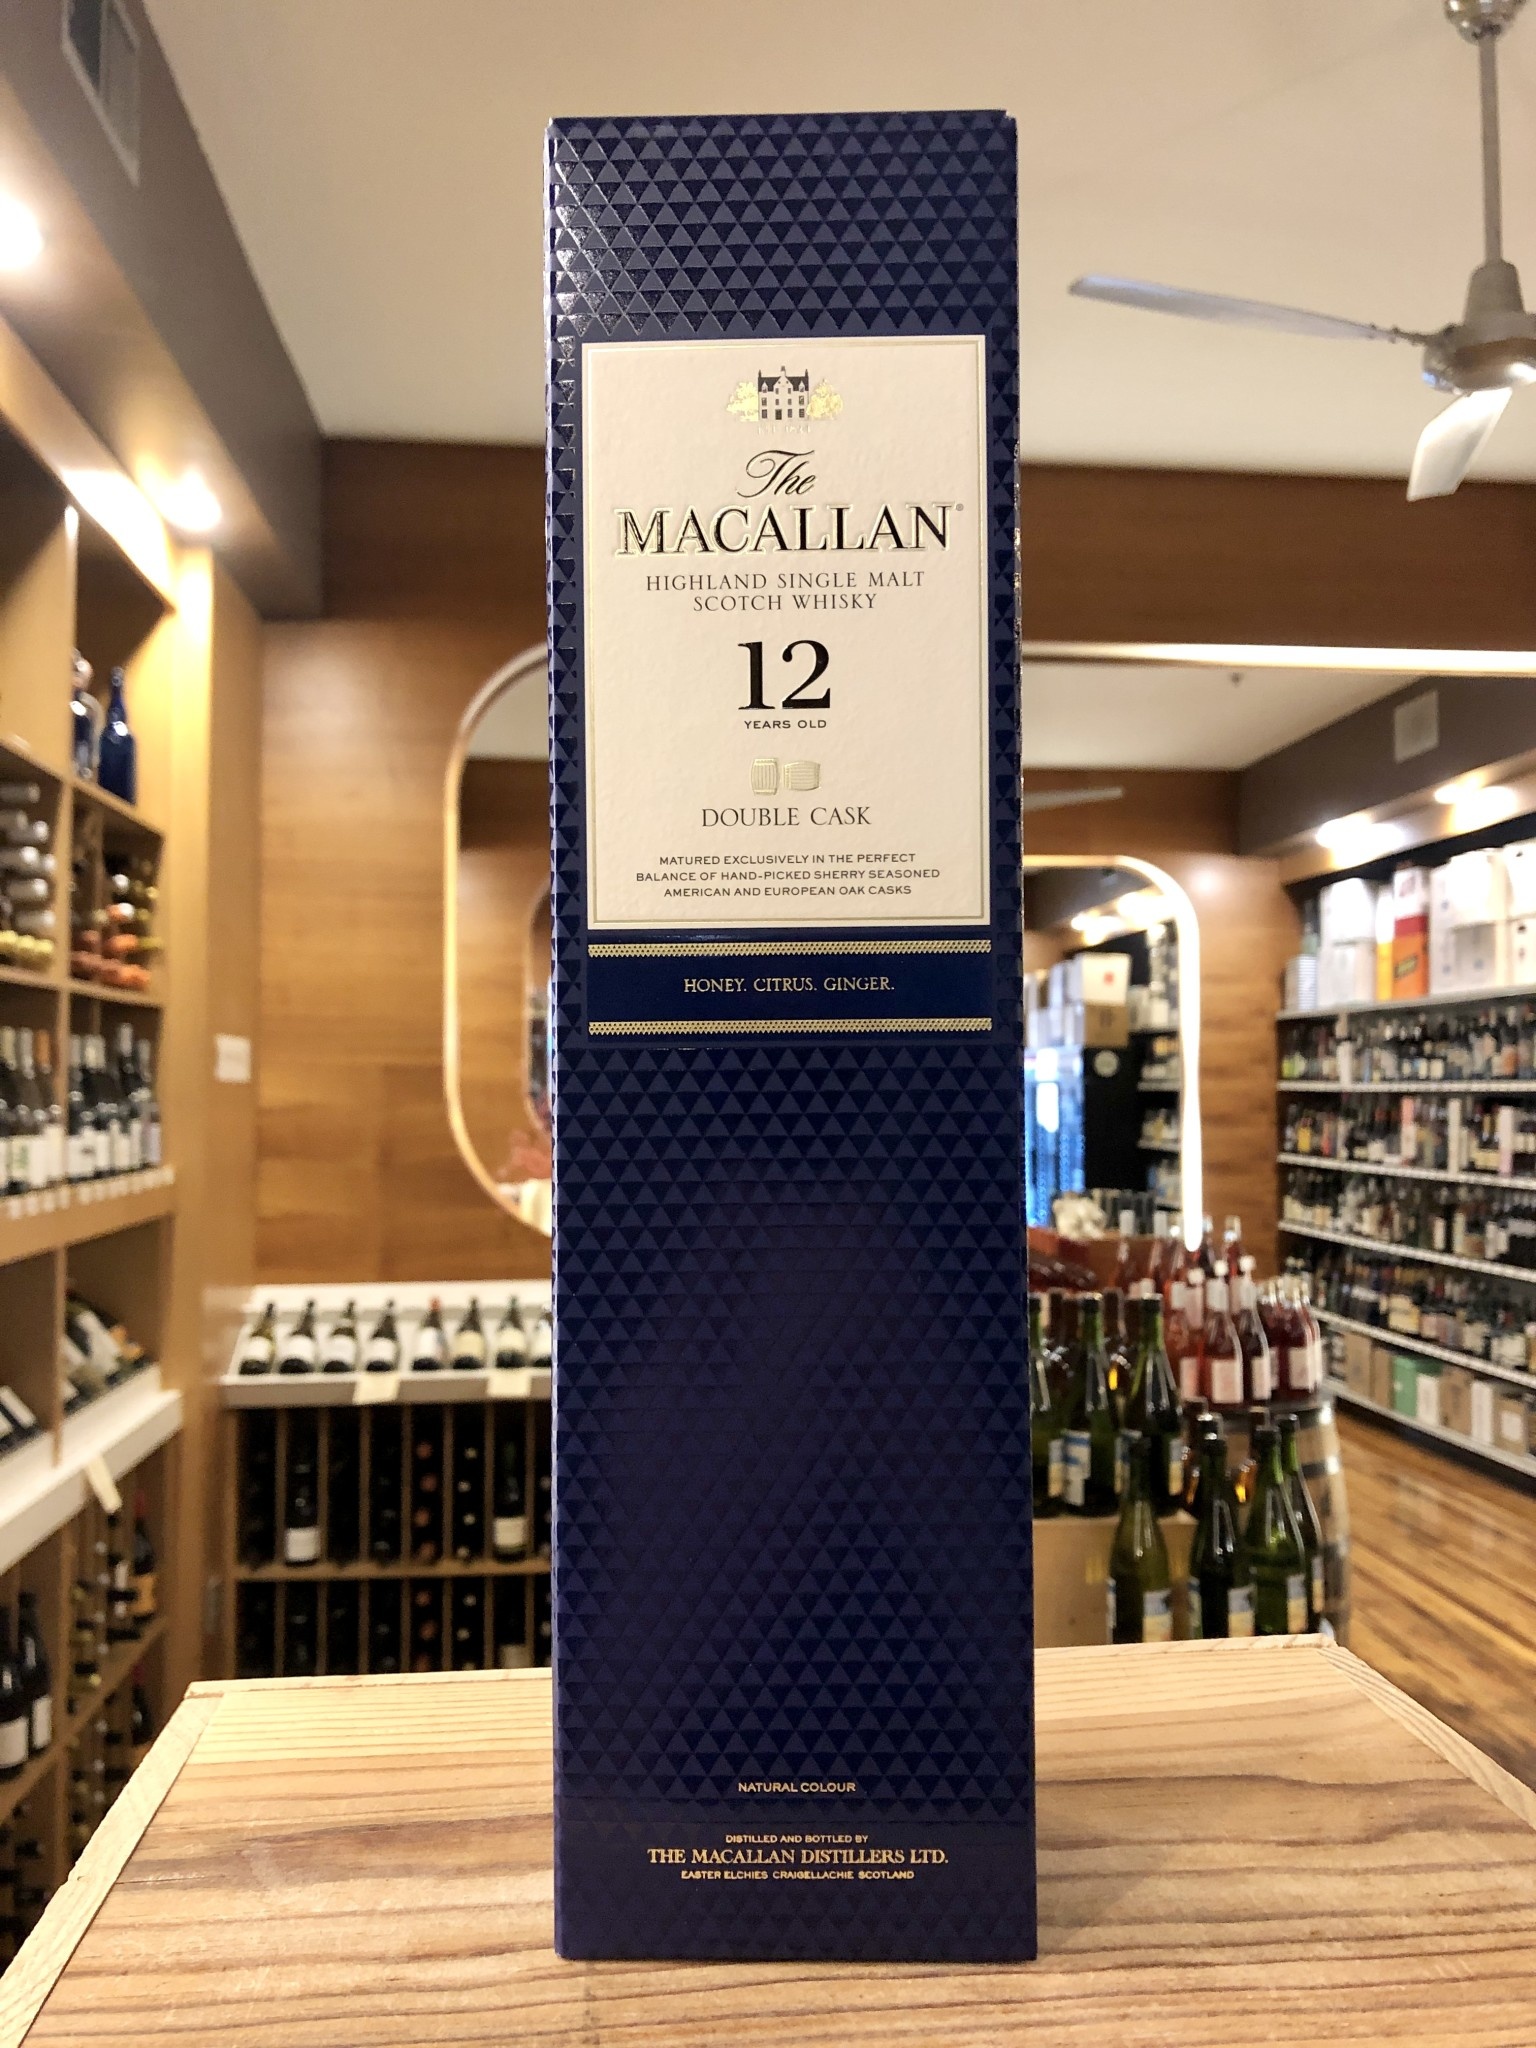 The
MACALLAN®
HIGHLAND SINGLE MALT
SCOTCH WHISKY
12
YEARS OLD
DOUBLE CASK
MATURED EXCLUSIVELY IN THE PERFECT
BALANCE OF HAND-PICKED SHERRY SEASONED
AMERICAN AND EUROPEAN OAK CASKS
HONEY. CITRUS. GINGER.
NATURAL COLOUR
DISTILLED AND BOTTLED BY
THE MACALLAN DISTILLERS LTD.
EASTER ELCHIES CRAIGELLACHIE SCOTLAND